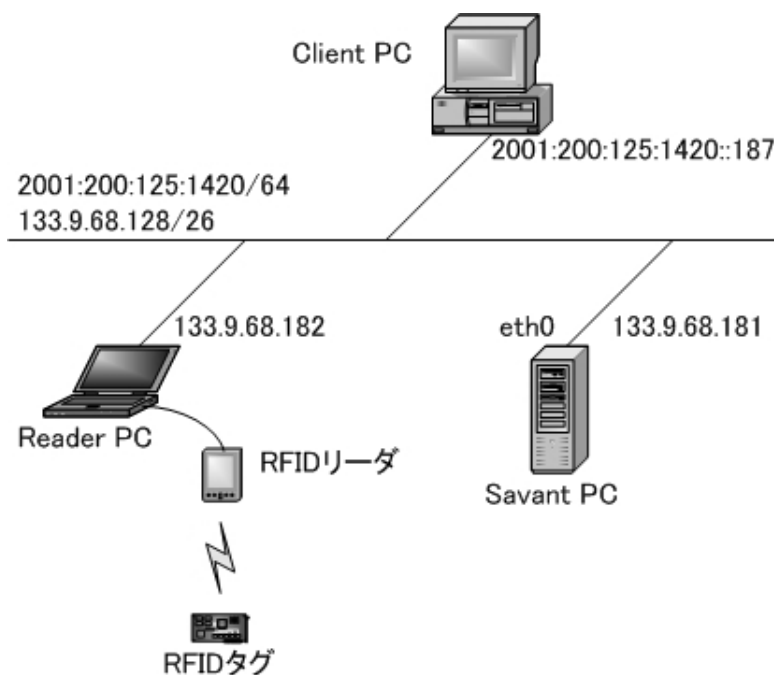 Client PC
2001:200:125:1420::187
2001:200:125:1420/64
133.9.68.128/26
133.9.68.182
eth0
133.9.68.181
Reader PC
RFIDリーダ
Savant PC
RFIDタグ